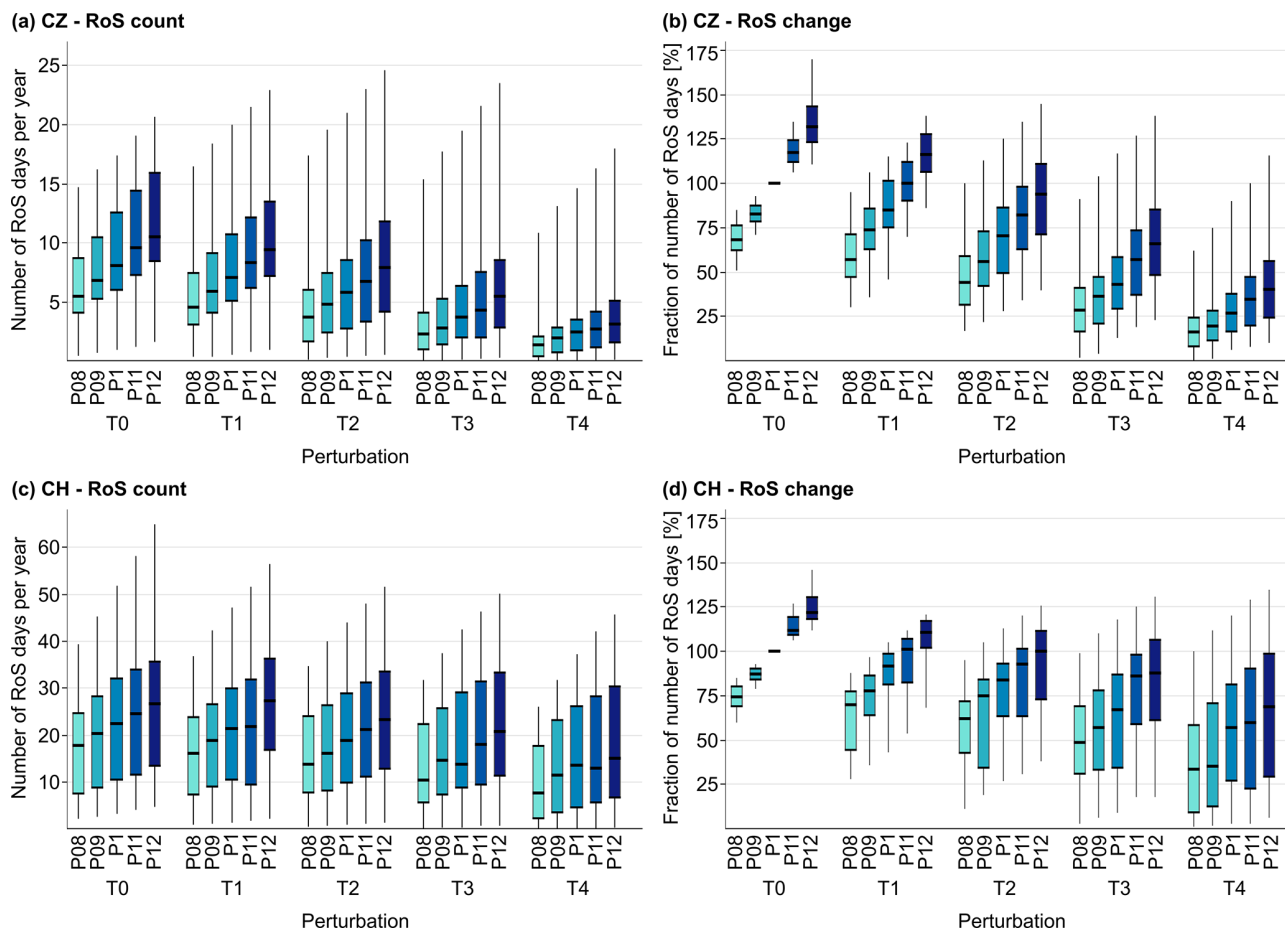 (a) CZ - RoS count
Number of RoS days per year
25
20
15
10
5
P08 P09 P1 P11 P12 P08 P09 P1 P11 P12 P08 P09 P1 P11 P12 P08 P09 P1 P11 P12 P08 P09 P1 P11 P12
T0 T1 T2 T3 T4
Perturbation
(b) CZ - RoS change
Fraction of number of RoS days [%]
175
150
125
100
75
50
25
P08 P09 P1 P11 P12 P08 P09 P1 P11 P12 P08 P09 P1 P11 P12 P08 P09 P1 P11 P12 P08 P09 P1 P11 P12
T0 T1 T2 T3 T4
Perturbation
(c) CH - RoS count
Number of RoS days per year
60
50
40
30
20
10
P08 P09 P1 P11 P12 P08 P09 P1 P11 P12 P08 P09 P1 P11 P12 P08 P09 P1 P11 P12 P08 P09 P1 P11 P12
T0 T1 T2 T3 T4
Perturbation
(d) CH - RoS change
Fraction of number of RoS days [%]
175
150
125
100
75
50
25
P08 P09 P1 P11 P12 P08 P09 P1 P11 P12 P08 P09 P1 P11 P12 P08 P09 P1 P11 P12 P08 P09 P1 P11 P12
T0 T1 T2 T3 T4
Perturbation